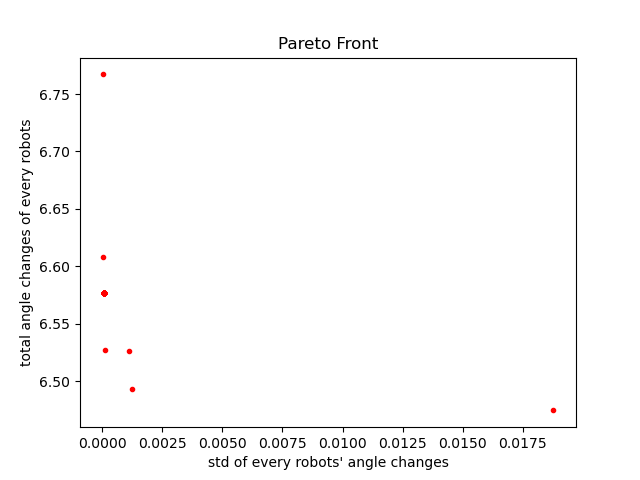 Pareto Front
total angle changes of every robots
6.75
6.70
6.65
6.60
6.55
6.50
0.0000 0.0025 0.0050 0.0075 0.0100 0.0125 0.0150 0.0175
std of every robots' angle changes